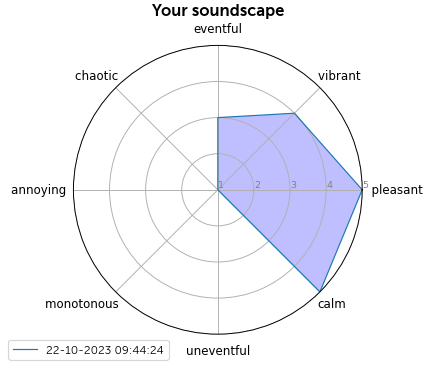 Your soundscape
eventful
chaotic
vibrant
annoying
1 2 3 4 5
pleasant
monotonous
calm
uneventful
22-10-2023 09:44:24